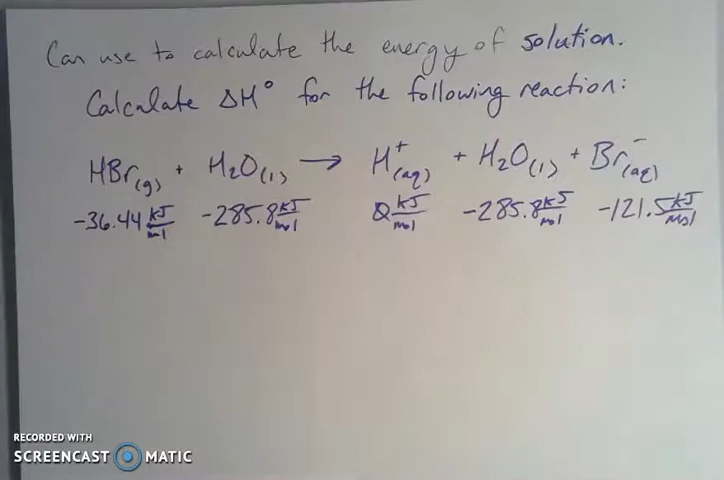 Can use to calculate the energy of solution.
Calculate ΔH° for the following reaction:
HBr(g) + H₂O(l) → H⁺(aq) + H₂O(l) + Br⁻(aq)
-36.44 kJ/mol -285.8 kJ/mol 0 kJ/mol -285.8 kJ/mol -121.5 kJ/mol
RECORDED WITH
SCREENCAST MATIC